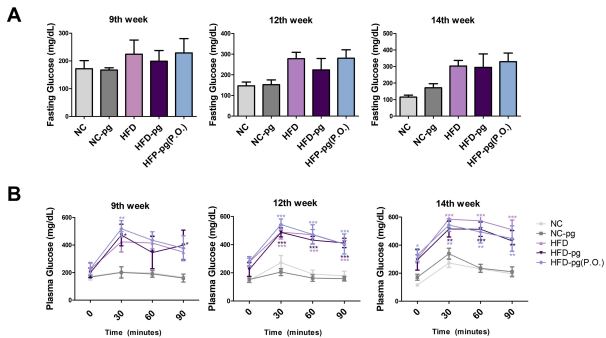 A
9th week
12th week
14th week
Fasting Glucose (mg/dL)
300
200
100
0
NC
NC-pg
HFD
HFD-pg
HFP-pg(P.O.)
Fasting Glucose (mg/dL)
400
300
200
100
0
NC
NC-pg
HFD
HFD-pg
HFP-pg(P.O.)
Fasting Glucose (mg/dL)
500
400
300
200
100
0
NC
NC-pg
HFD
HFD-pg
HFP-pg(P.O.)
B
9th week
12th week
14th week
Plasma Glucose (mg/dL)
600
400
200
0
0
30
60
90
Time (minutes)
Plasma Glucose (mg/dL)
600
400
200
0
0
30
60
90
Time (minutes)
Plasma Glucose (mg/dL)
600
400
200
0
0
30
60
90
Time (minutes)
NC
NC-pg
HFD
HFD-pg
HFD-pg(P.O.)